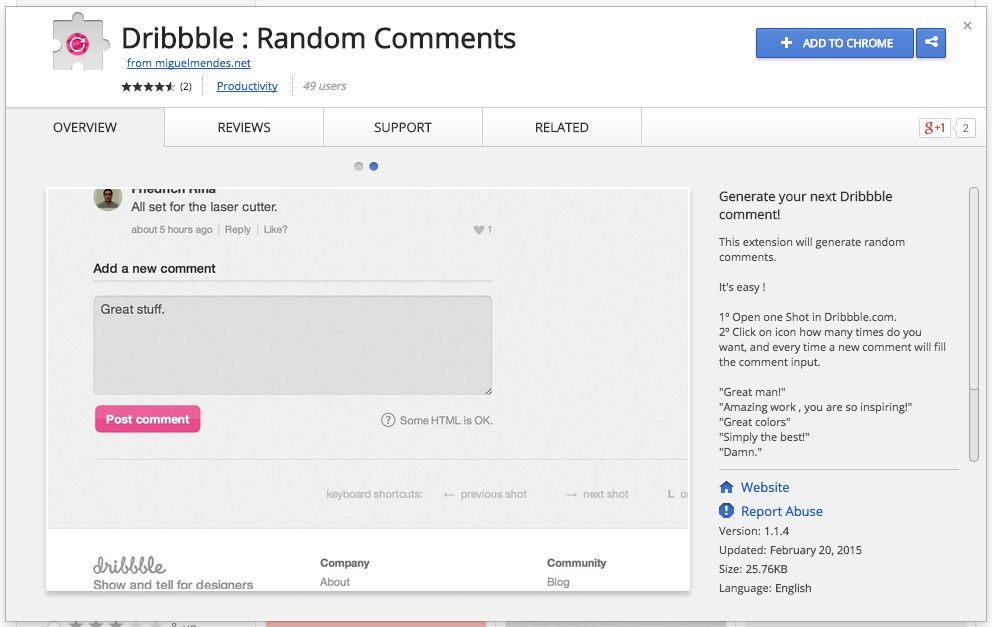 Dribbble : Random Comments
from miguelmendes.net
(2) Productivity 49 users
ADD TO CHROME
OVERVIEW REVIEWS SUPPORT RELATED
g+1 2
All set for the laser cutter.
about 5 hours ago | Reply | Like?
1
Add a new comment
Great stuff.
Post comment
? Some HTML is OK.
keyboard shortcuts: ← previous shot → next shot L
dribbble
Show and tell for designers
Company
About
Community
Blog
Generate your next Dribbble
comment!
This extension will generate random
comments.
It's easy !
1º Open one Shot in Dribbble.com.
2º Click on icon how many times do you
want, and every time a new comment will fill
the comment input.
"Great man!"
"Amazing work , you are so inspiring!"
"Great colors"
"Simply the best!"
"Damn."
Website
Report Abuse
Version: 1.1.4
Updated: February 20, 2015
Size: 25.76KB
Language: English